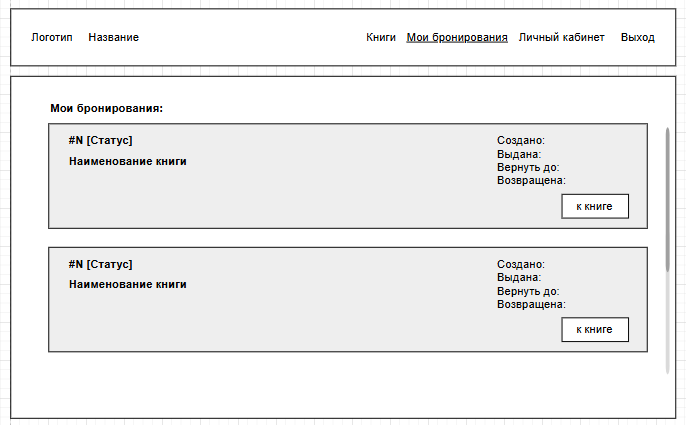 Логотип Название Книги Мои бронирования Личный кабинет Выход
Мои бронирования:
#N [Статус]
Наименование книги
Создано:
Выдана:
Вернуть до:
Возвращена:
к книге
#N [Статус]
Наименование книги
Создано:
Выдана:
Вернуть до:
Возвращена:
к книге